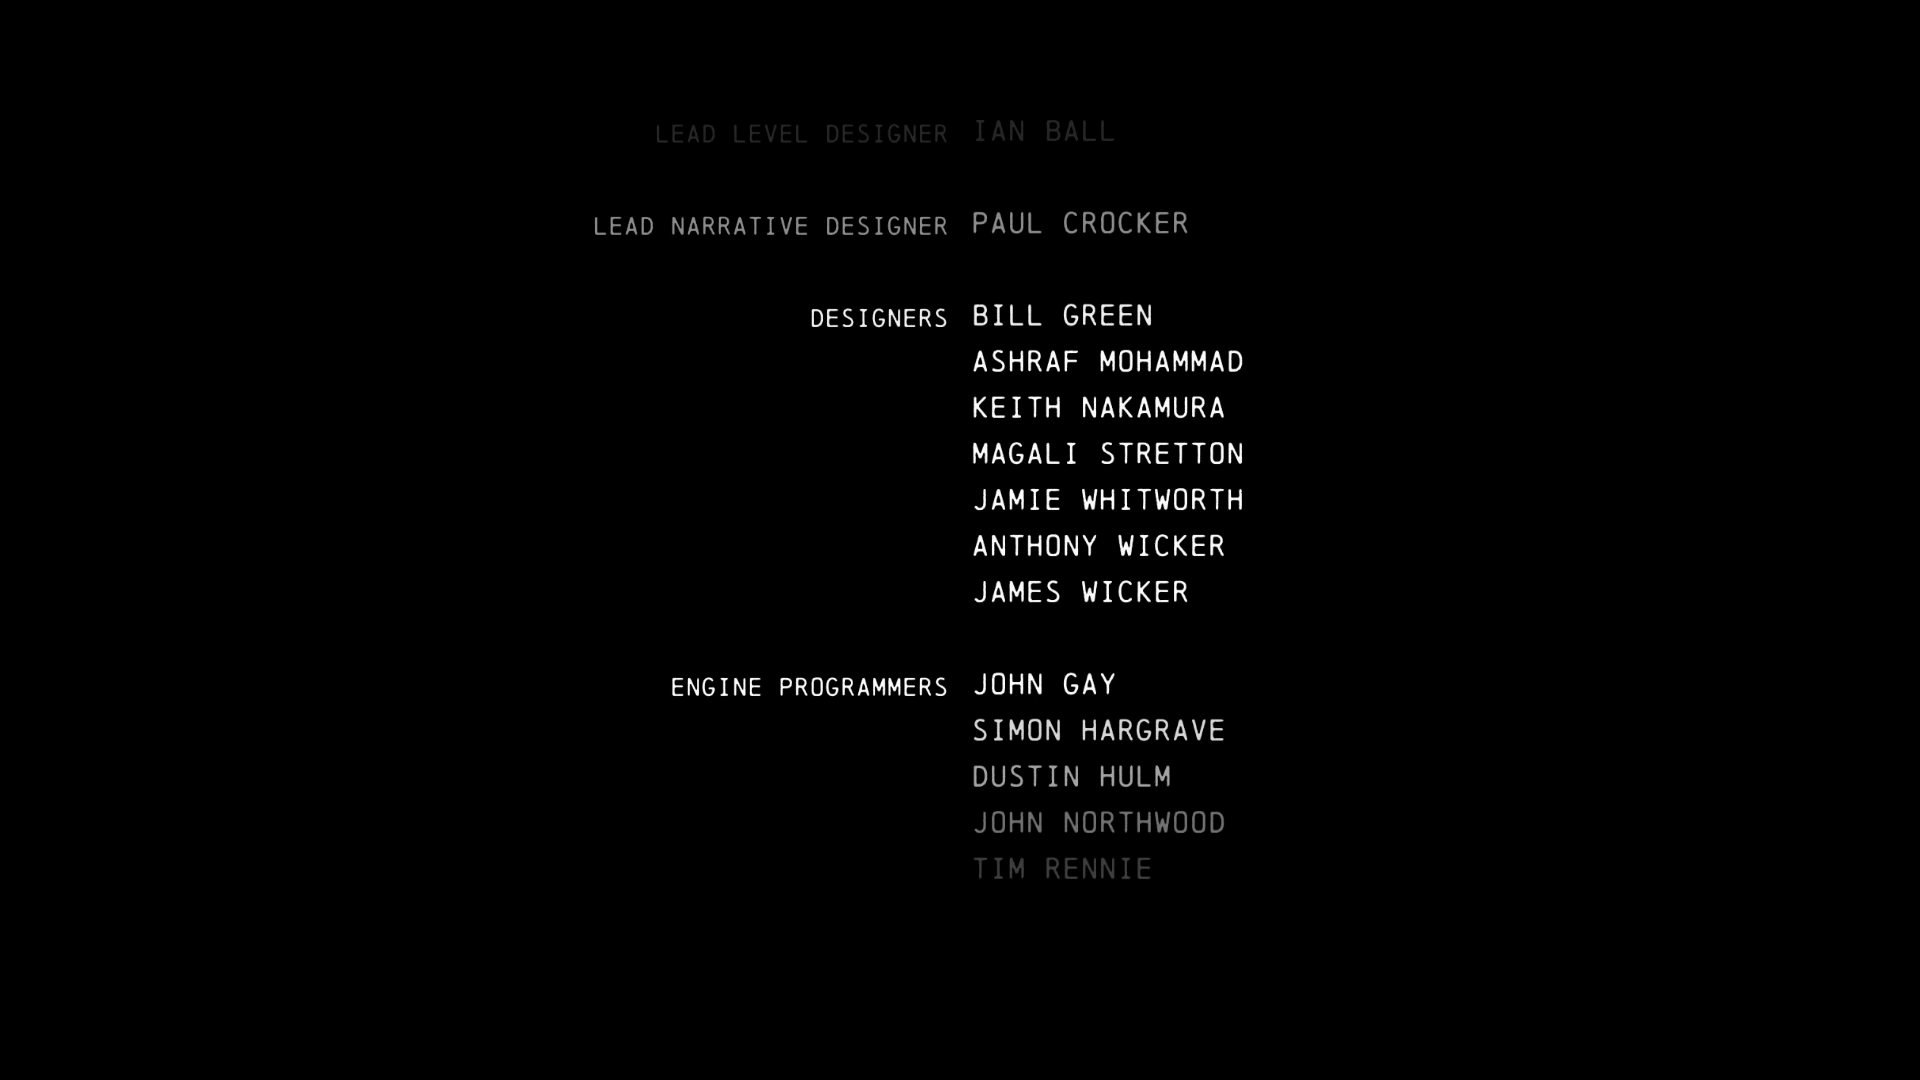 LEAD LEVEL DESIGNER IAN BALL
LEAD NARRATIVE DESIGNER PAUL CROCKER
DESIGNERS BILL GREEN
ASHRAF MOHAMMAD
KEITH NAKAMURA
MAGALI STRETTON
JAMIE WHITWORTH
ANTHONY WICKER
JAMES WICKER
ENGINE PROGRAMMERS JOHN GAY
SIMON HARGRAVE
DUSTIN HULM
JOHN NORTHWOOD
TIM RENNIE